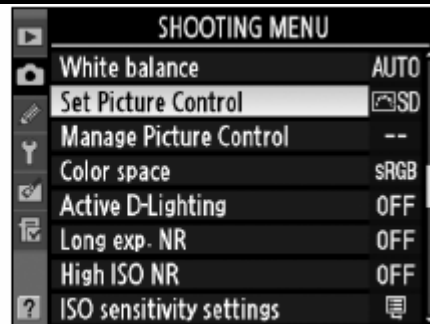 SHOOTING MENU
White balance AUTO
Set Picture Control SD
Manage Picture Control --
Color space sRGB
Active D-Lighting OFF
Long exp. NR OFF
High ISO NR OFF
? ISO sensitivity settings